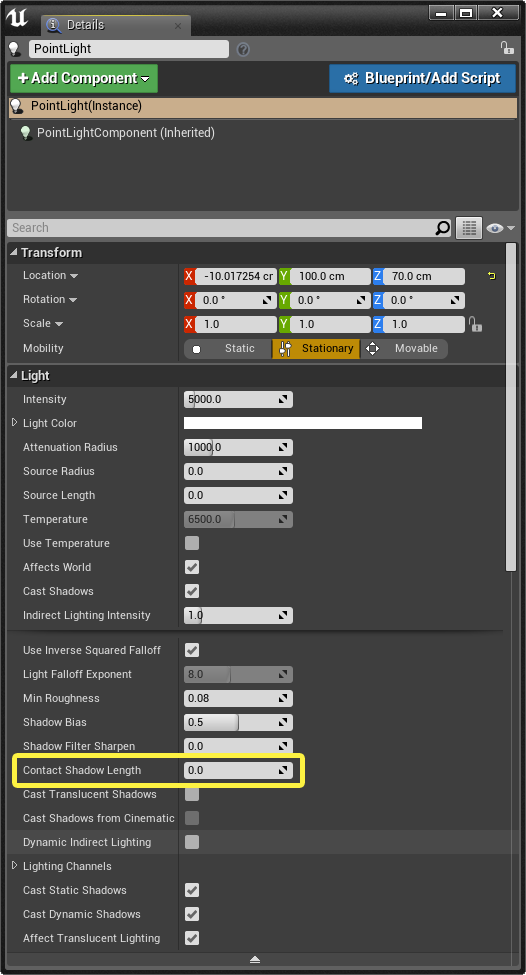 Details
PointLight
+Add Component
Blueprint/Add Script
PointLight(Instance)
PointLightComponent (Inherited)
Search
Transform
Location X -10.017254 cr Y 100.0 cm Z 70.0 cm
Rotation X 0.0 ° Y 0.0 ° Z 0.0 °
Scale X 1.0 Y 1.0 Z 1.0
Mobility Static Stationary Movable
Light
Intensity 5000.0
Light Color
Attenuation Radius 1000.0
Source Radius 0.0
Source Length 0.0
Temperature 6500.0
Use Temperature
Affects World
Cast Shadows
Indirect Lighting Intensity 1.0
Use Inverse Squared Falloff
Light Falloff Exponent 8.0
Min Roughness 0.08
Shadow Bias 0.5
Shadow Filter Sharpen 0.0
Contact Shadow Length 0.0
Cast Translucent Shadows
Cast Shadows from Cinematic
Dynamic Indirect Lighting
Lighting Channels
Cast Static Shadows
Cast Dynamic Shadows
Affect Translucent Lighting